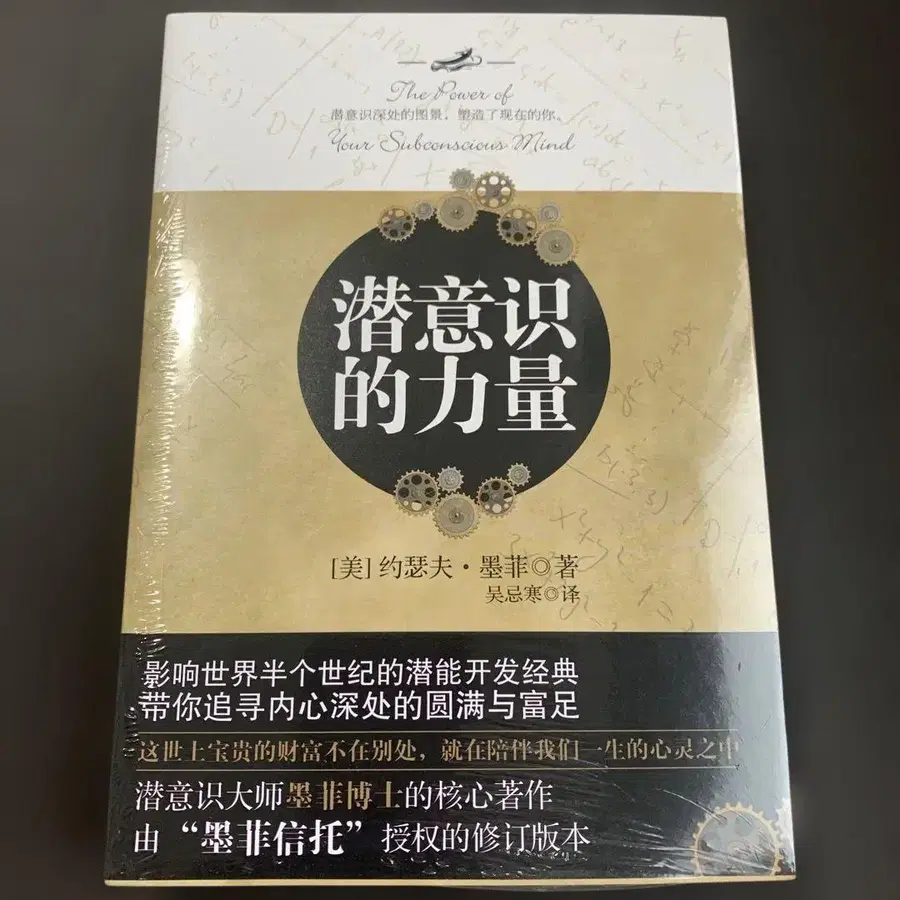 The Power of
潜意识深处的图景，塑造了现在的你。
Your Subconscious Mind
潜意识
的力量
[美] 约瑟夫·墨菲◎著
吴忌寒◎译
影响世界半个世纪的潜能开发经典
带你追寻内心深处的圆满与富足
这世上宝贵的财富不在别处，就在陪伴我们一生的心灵之中
潜意识大师墨菲博士的核心著作
由“墨菲信托”授权的修订版本